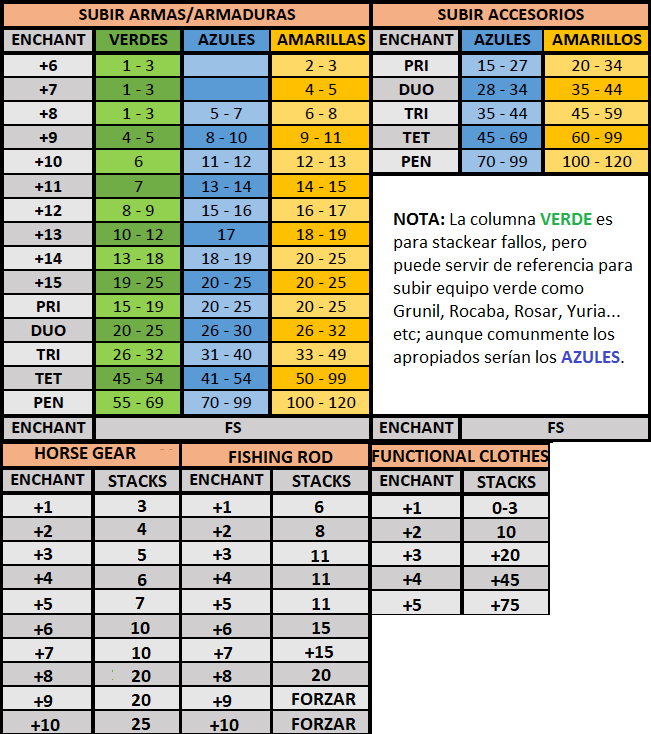 SUBIR ARMAS/ARMADURAS
ENCHANT VERDES AZULES AMARILLAS
+6 1 - 3 2 - 3
+7 1 - 3 4 - 5
+8 1 - 3 5 - 7 6 - 8
+9 4 - 5 8 - 10 9 - 11
+10 6 11 - 12 12 - 13
+11 7 13 - 14 14 - 15
+12 8 - 9 15 - 16 16 - 17
+13 10 - 12 17 18 - 19
+14 13 - 18 18 - 19 20 - 25
+15 19 - 25 20 - 25 20 - 25
PRI 15 - 19 20 - 25 20 - 25
DUO 20 - 25 26 - 30 26 - 32
TRI 26 - 32 31 - 40 33 - 49
TET 45 - 54 41 - 54 50 - 99
PEN 55 - 69 70 - 99 100 - 120
ENCHANT FS
SUBIR ACCESORIOS
ENCHANT AZULES AMARILLOS
PRI 15 - 27 20 - 34
DUO 28 - 34 35 - 44
TRI 35 - 44 45 - 59
TET 45 - 69 60 - 99
PEN 70 - 99 100 - 120
NOTA: La columna VERDE es
para stackear fallos, pero
puede servir de referencia para
subir equipo verde como
Grunil, Rocaba, Rosar, Yuria...
etc; aunque comunmente los
apropiados serían los AZULES.
ENCHANT FS
HORSE GEAR
ENCHANT STACKS
+1 3
+2 4
+3 5
+4 6
+5 7
+6 10
+7 10
+8 20
+9 20
+10 25
FISHING ROD
ENCHANT STACKS
+1 6
+2 8
+3 11
+4 11
+5 11
+6 15
+7 +15
+8 20
+9 FORZAR
+10 FORZAR
FUNCTIONAL CLOTHES
ENCHANT STACKS
+1 0-3
+2 10
+3 +20
+4 +45
+5 +75